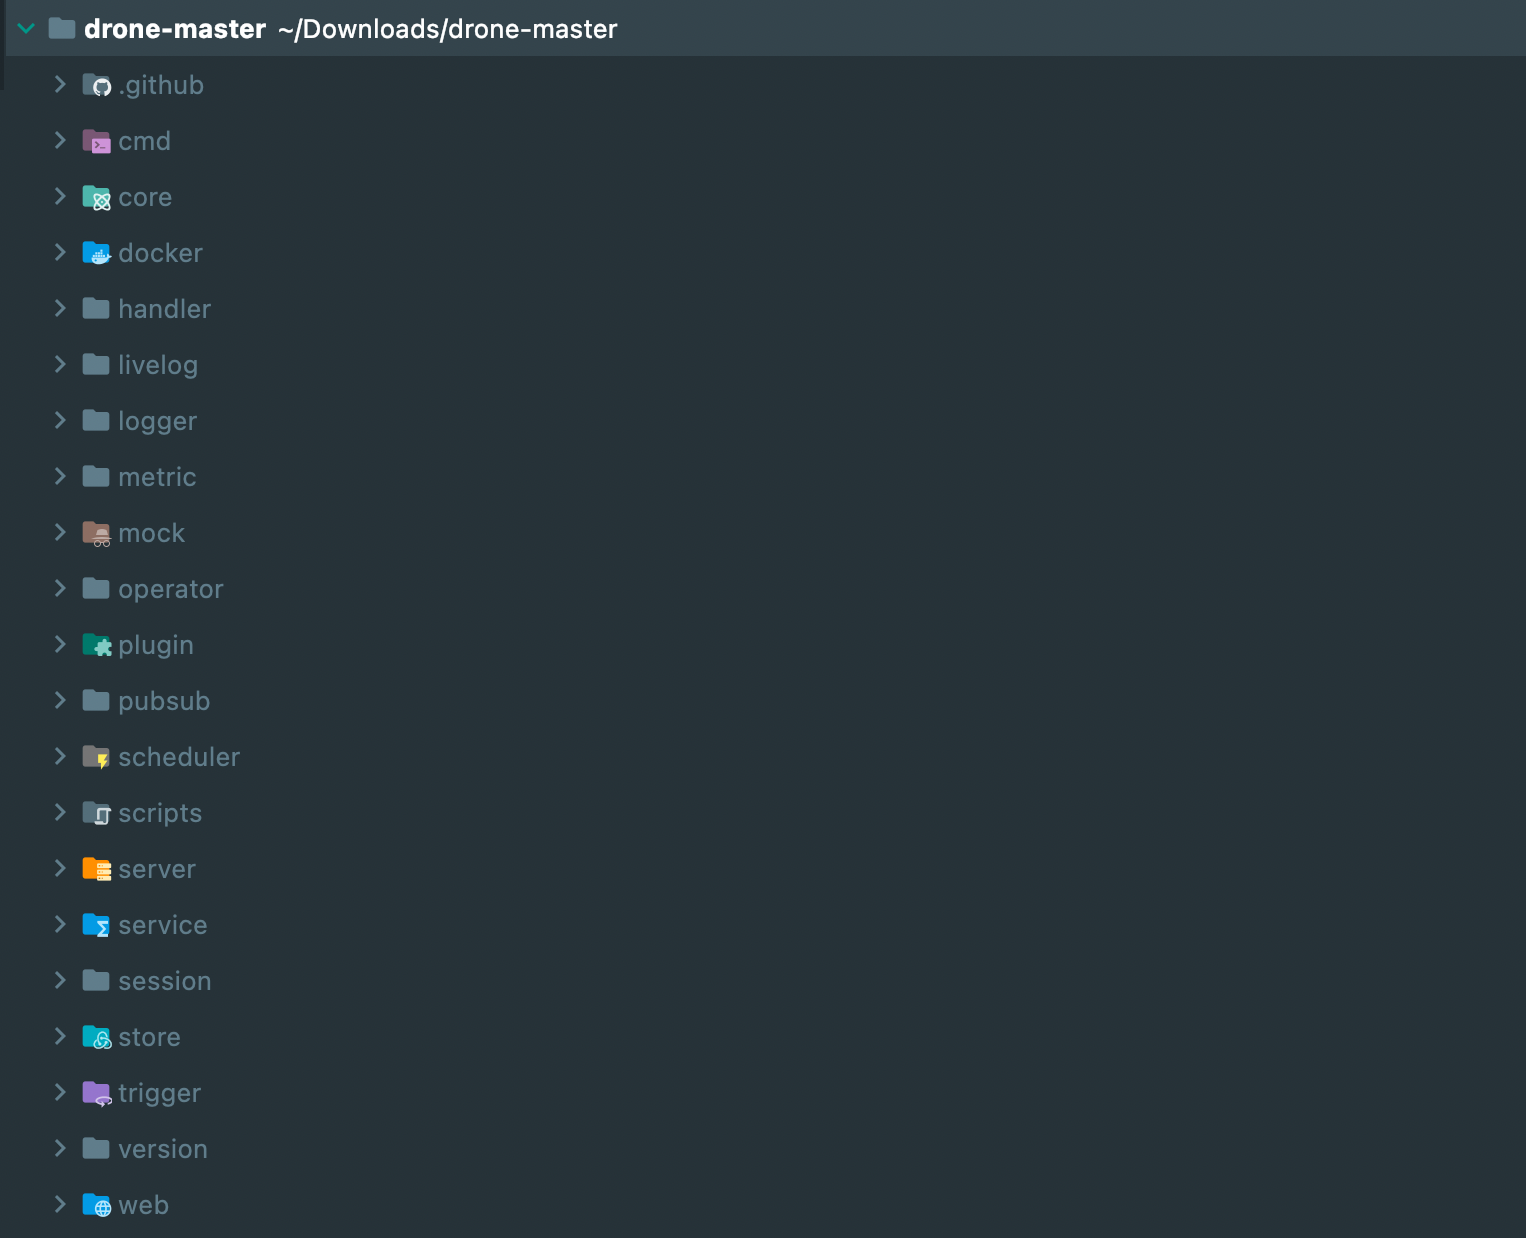 drone-master ~/Downloads/drone-master
.github
cmd
core
docker
handler
livelog
logger
metric
mock
operator
plugin
pubsub
scheduler
scripts
server
service
session
store
trigger
version
web